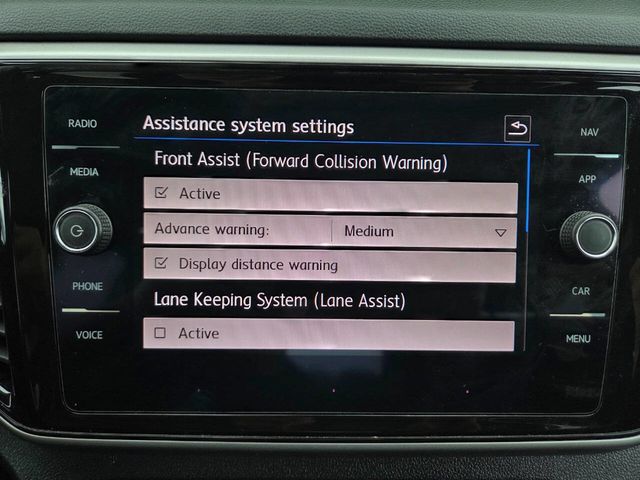 RADIO
MEDIA
PHONE
VOICE
Assistance system settings
Front Assist (Forward Collision Warning)
Active
Advance warning: Medium
Display distance warning
Lane Keeping System (Lane Assist)
Active
NAV
APP
CAR
MENU